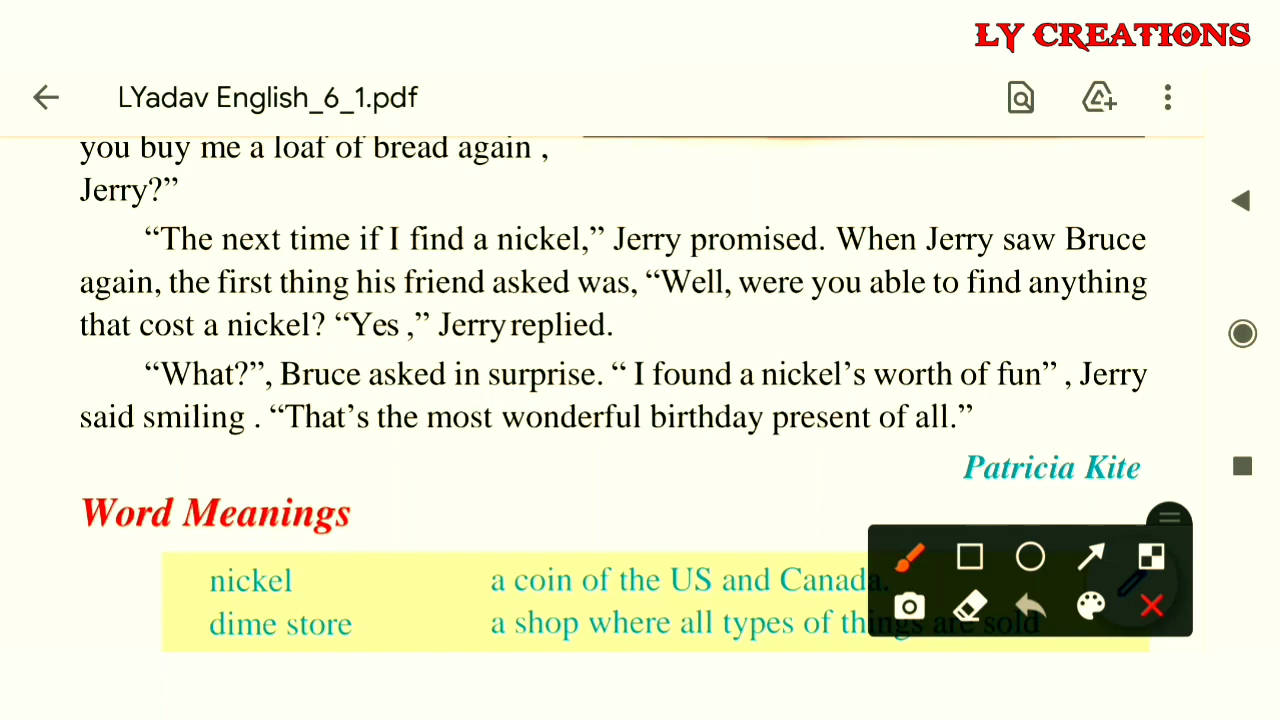 LY CREATIONS
LYadav English_6_1.pdf
you buy me a loaf of bread again ,
Jerry?”
“The next time if I find a nickel,” Jerry promised. When Jerry saw Bruce
again, the first thing his friend asked was, “Well, were you able to find anything
that cost a nickel? “Yes ,” Jerry replied.
“What?”, Bruce asked in surprise. “ I found a nickel’s worth of fun” , Jerry
said smiling . “That’s the most wonderful birthday present of all.”
Patricia Kite
Word Meanings
nickel a coin of the US and Canada.
dime store a shop where all types of things are sold